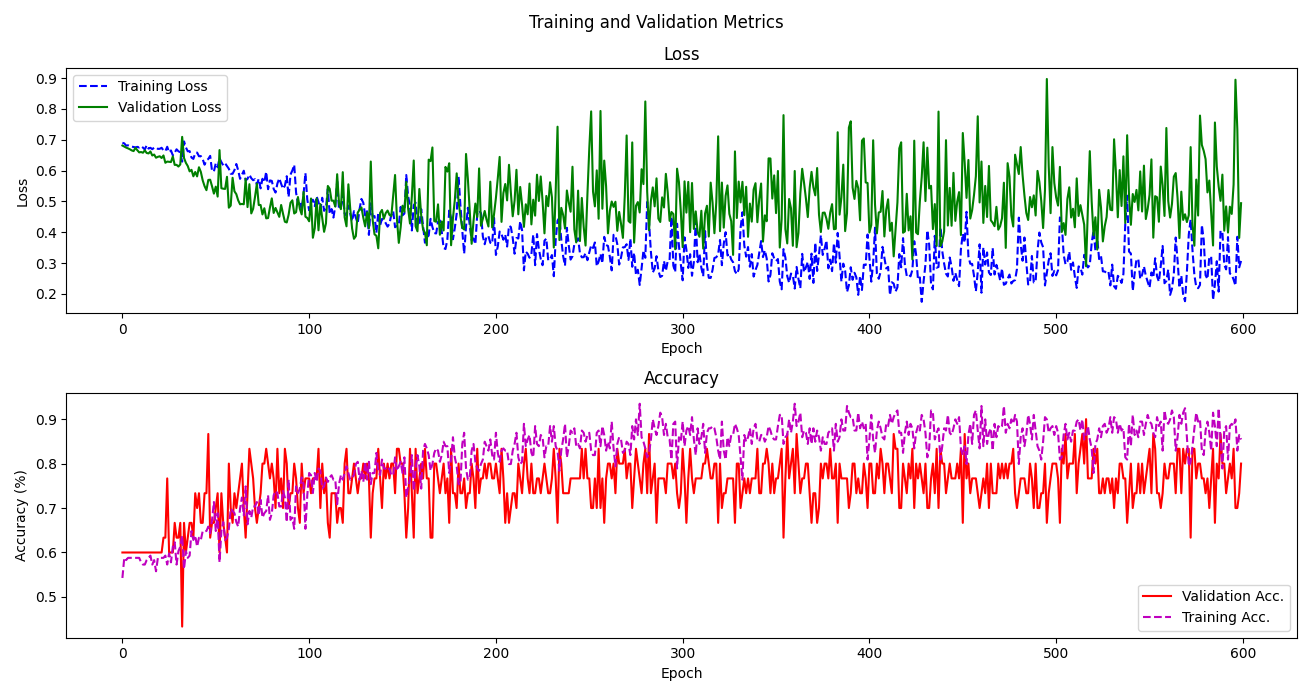 Training and Validation Metrics
Loss
Training Loss
Validation Loss
Loss
0.9
0.8
0.7
0.6
0.5
0.4
0.3
0.2
0 100 200 300 400 500 600
Epoch
Accuracy
Accuracy (%)
0.9
0.8
0.7
0.6
0.5
Validation Acc.
Training Acc.
0 100 200 300 400 500 600
Epoch